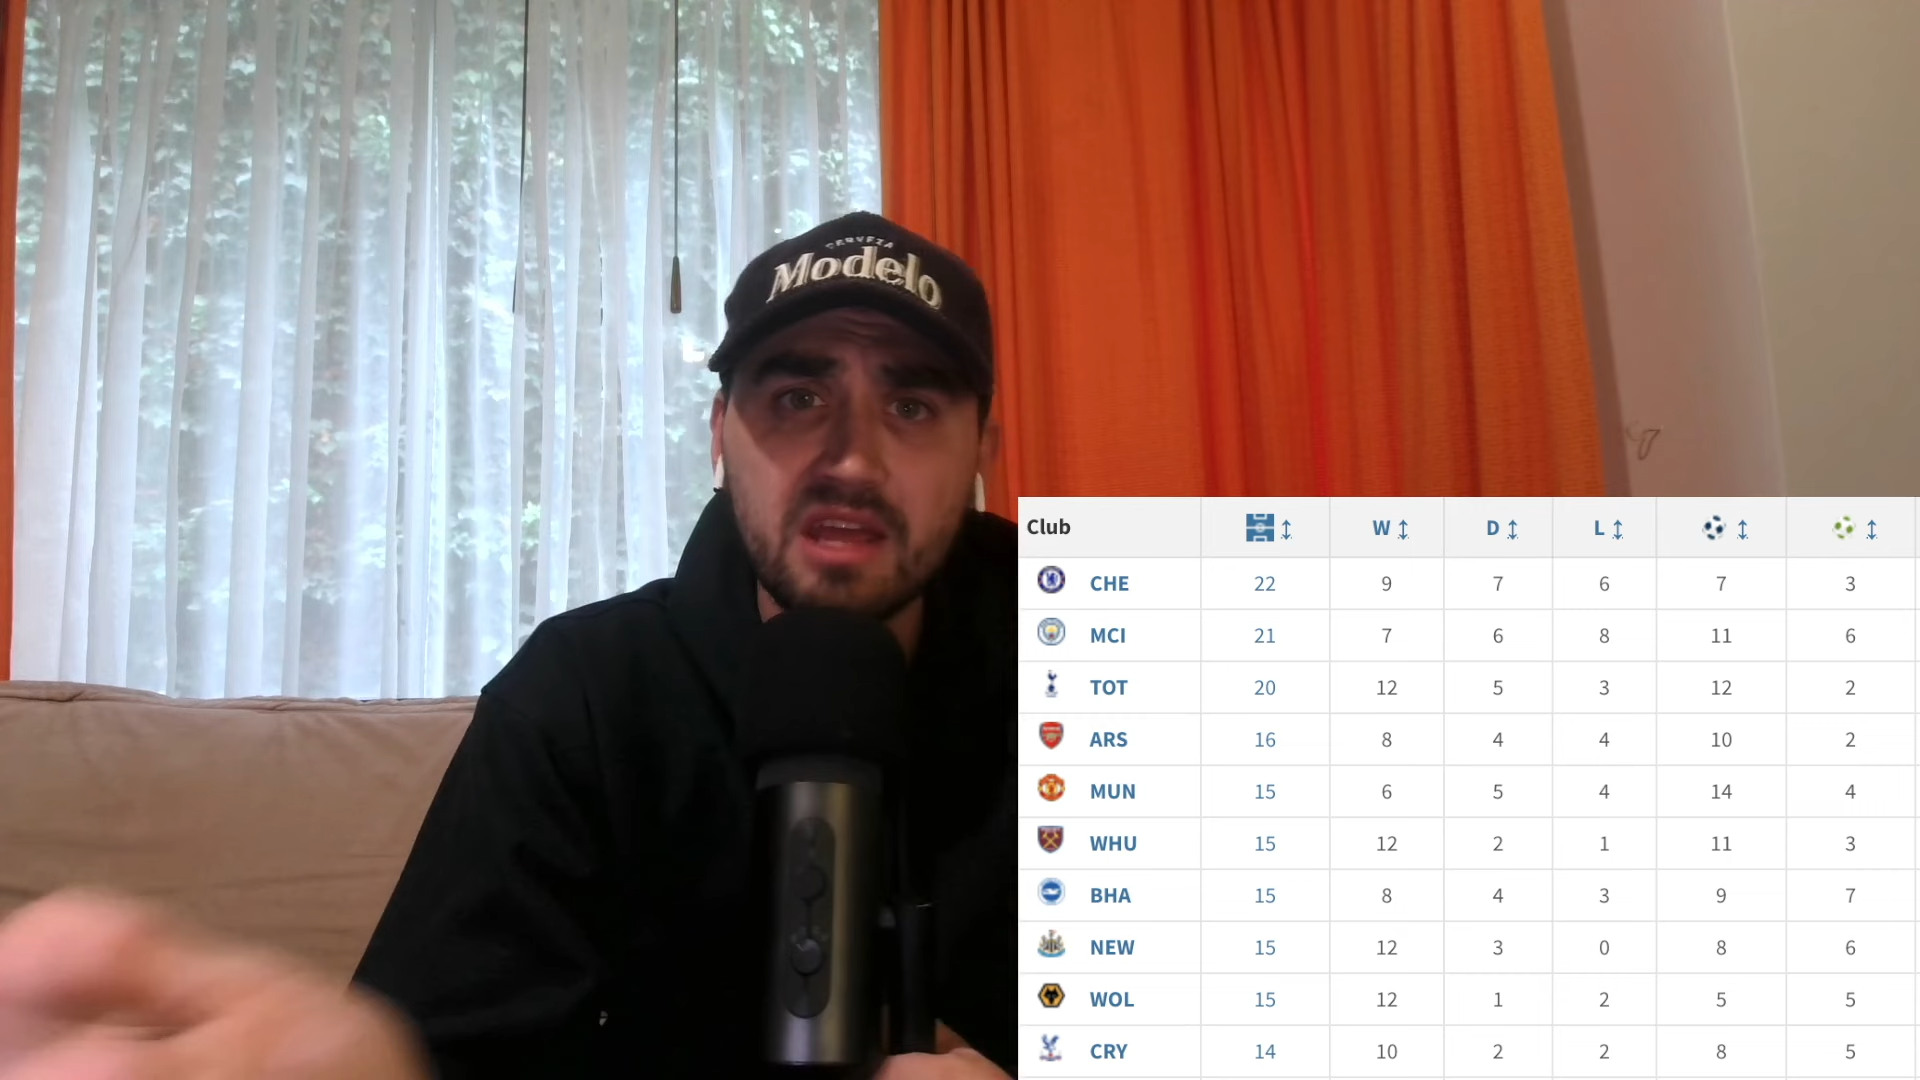 CERVEZA
Modelo
Club W D L
CHE 22 9 7 6 7 3
MCI 21 7 6 8 11 6
TOT 20 12 5 3 12 2
ARS 16 8 4 4 10 2
MUN 15 6 5 4 14 4
WHU 15 12 2 1 11 3
BHA 15 8 4 3 9 7
NEW 15 12 3 0 8 6
WOL 15 12 1 2 5 5
CRY 14 10 2 2 8 5